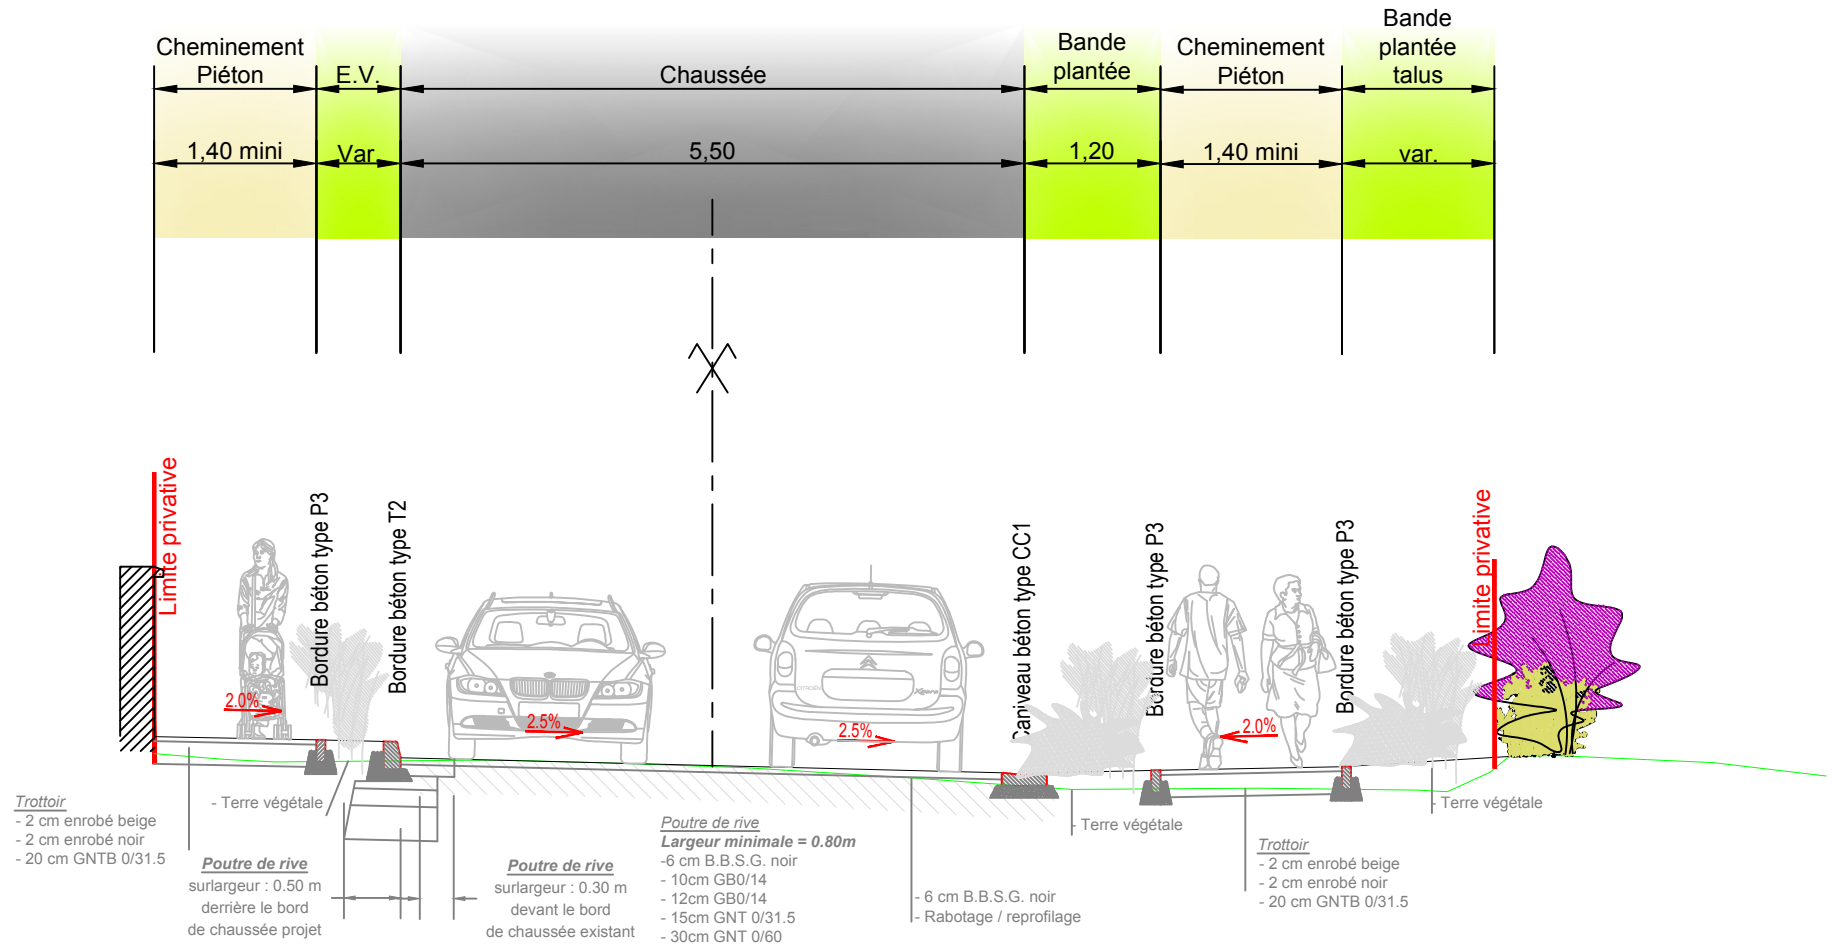 Cheminement
Piéton
E.V.
Chaussée
Bande
plantée
Cheminement
Piéton
Bande
plantée
talus
1,40 mini
Var.
5,50
1,20
1,40 mini
var.
Limite privative
Bordure béton type P3
Bordure béton type T2
Caniveau béton type CC1
Bordure béton type P3
Bordure béton type P3
Limite privative
2.0%
2.5%
2.5%
2.0%
CITROËN
Xsara
Trottoir
- 2 cm enrobé beige
- 2 cm enrobé noir
- 20 cm GNTB 0/31.5
- Terre végétale
Poutre de rive
surlargeur : 0.50 m
derrière le bord
de chaussée projet
Poutre de rive
surlargeur : 0.30 m
devant le bord
de chaussée existant
Poutre de rive
Largeur minimale = 0.80m
-6 cm B.B.S.G. noir
- 10cm GB0/14
- 12cm GB0/14
- 15cm GNT 0/31.5
- 30cm GNT 0/60
- 6 cm B.B.S.G. noir
- Rabotage / reprofilage
- Terre végétale
Trottoir
- 2 cm enrobé beige
- 2 cm enrobé noir
- 20 cm GNTB 0/31.5
- Terre végétale